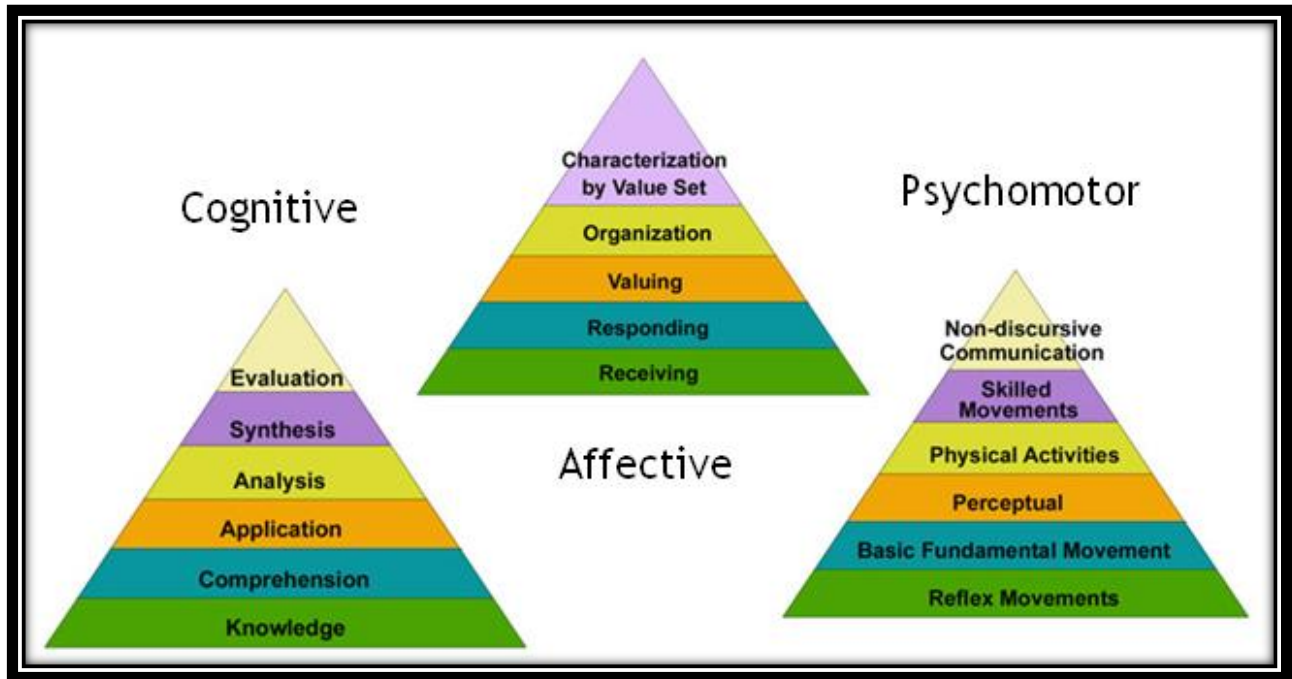 Cognitive
Evaluation
Synthesis
Analysis
Application
Comprehension
Knowledge
Characterization
by Value Set
Organization
Valuing
Responding
Receiving
Affective
Psychomotor
Non-discursive
Communication
Skilled
Movements
Physical Activities
Perceptual
Basic Fundamental Movement
Reflex Movements